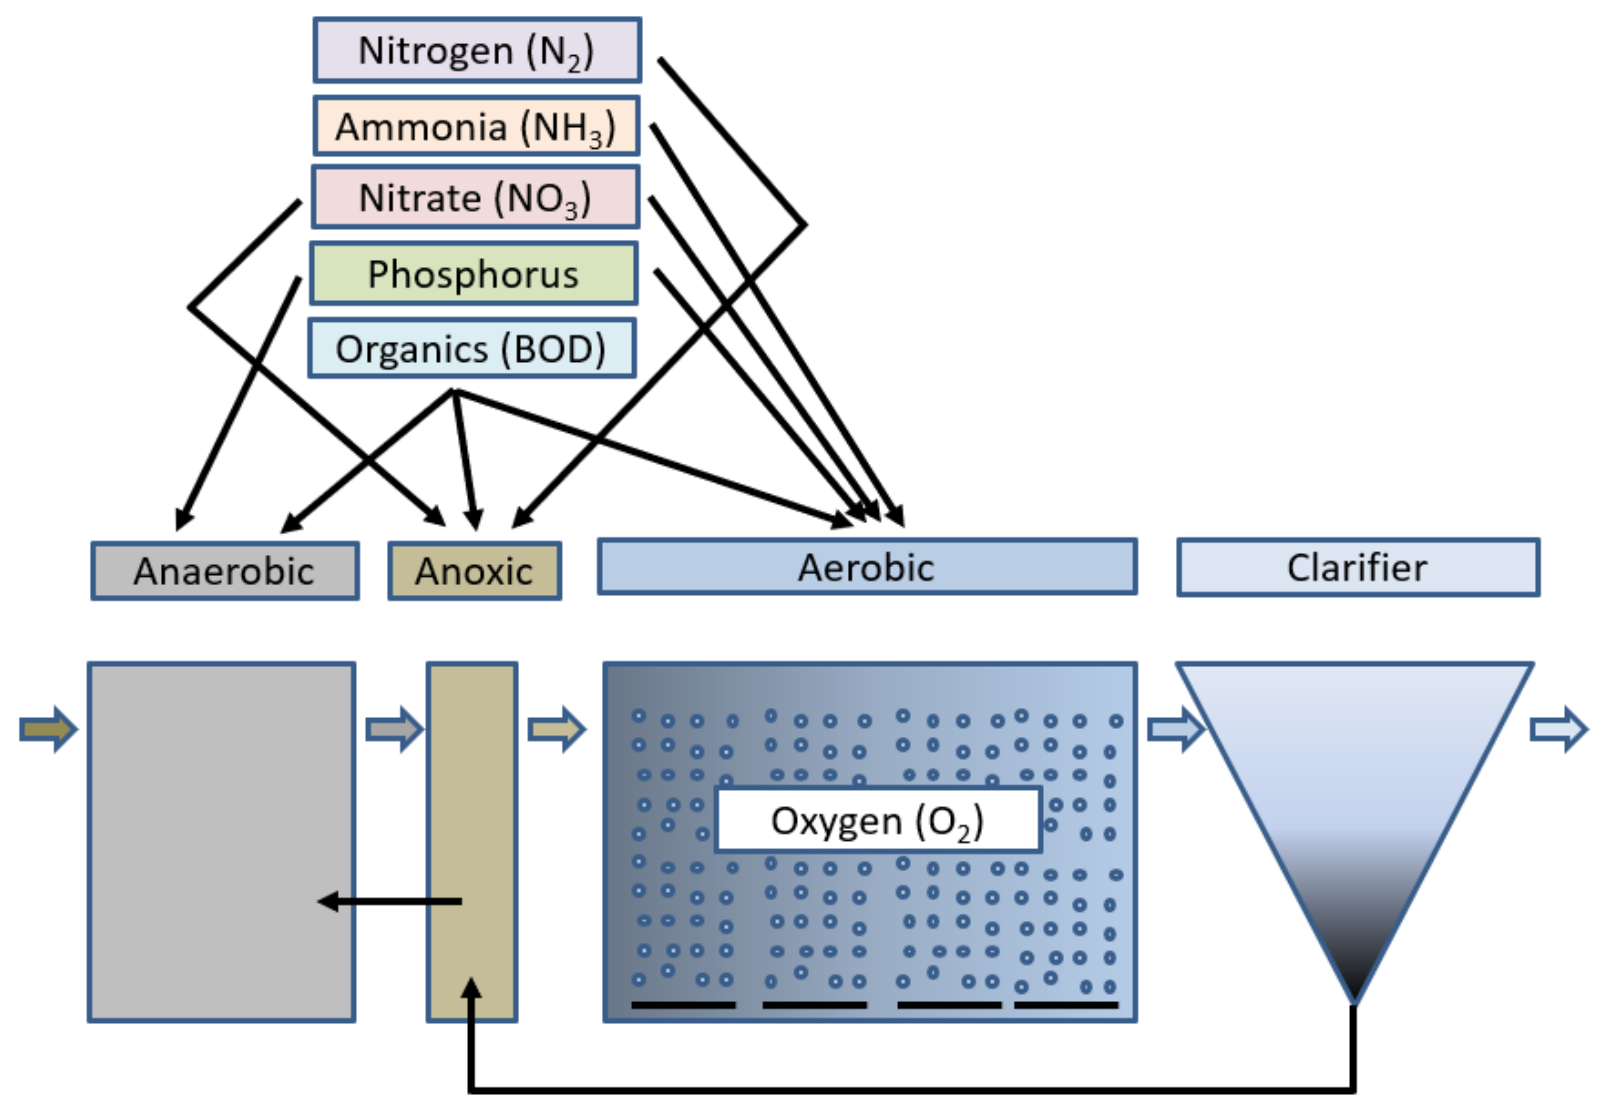 Nitrogen (N₂)
Ammonia (NH₃)
Nitrate (NO₃)
Phosphorus
Organics (BOD)
Anaerobic
Anoxic
Aerobic
Clarifier
Oxygen (O₂)